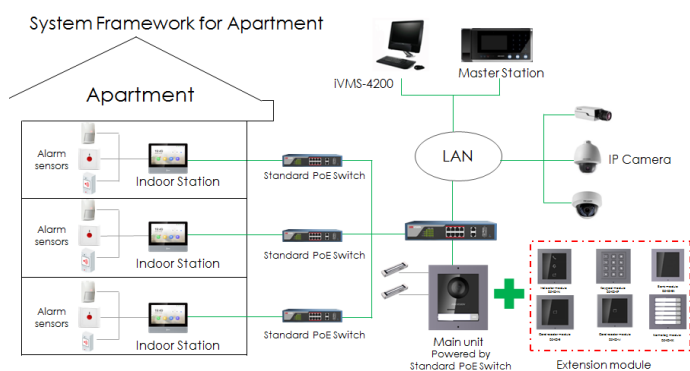 System Framework for Apartment
Apartment
iVMS-4200
Master Station
LAN
IP Camera
Alarm
sensors
Indoor Station
Standard PoE Switch
Alarm
sensors
Indoor Station
Standard PoE Switch
Alarm
sensors
Indoor Station
Standard PoE Switch
Main unit
Powered by
Standard PoE Switch
Extension module